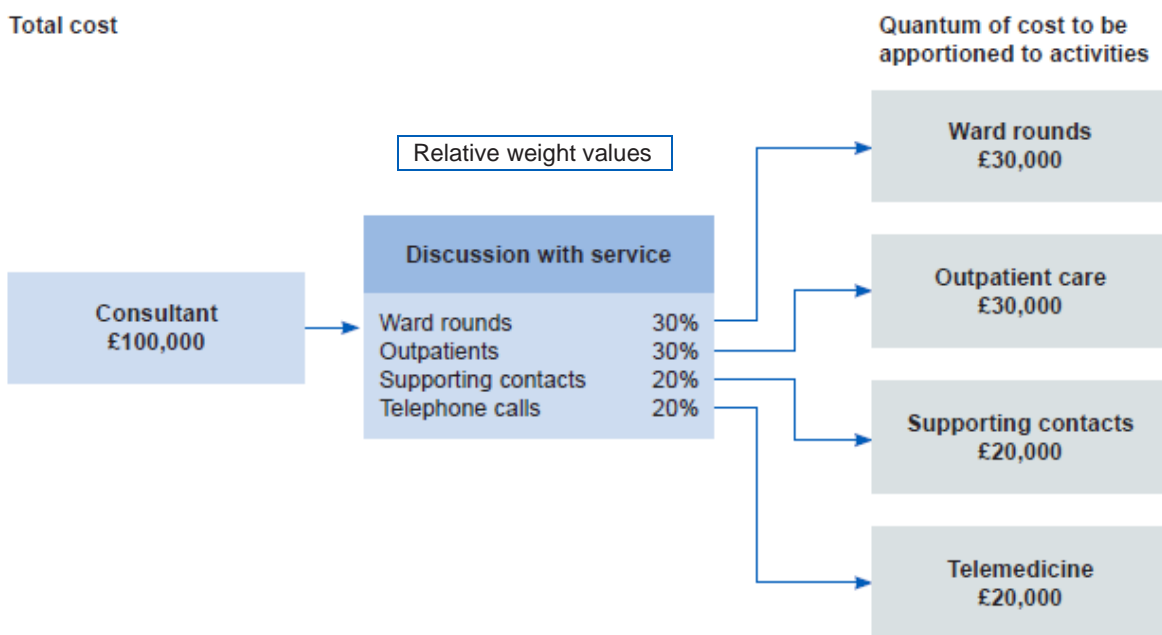 Total cost
Quantum of cost to be
apportioned to activities
Relative weight values
Consultant
£100,000
Discussion with service
Ward rounds 30%
Outpatients 30%
Supporting contacts 20%
Telephone calls 20%
Ward rounds
£30,000
Outpatient care
£30,000
Supporting contacts
£20,000
Telemedicine
£20,000